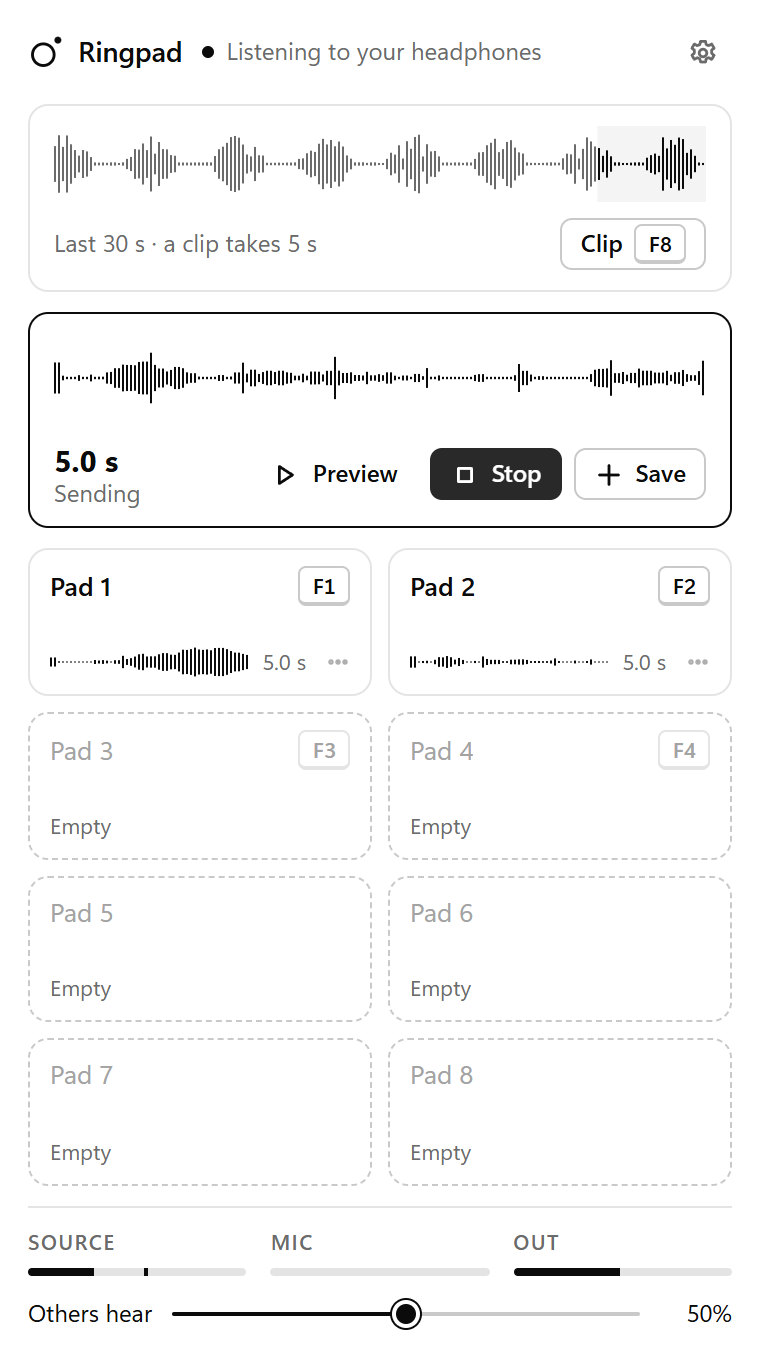 Ringpad
Listening to your headphones
Last 30 s · a clip takes 5 s
Clip F8
5.0 s
Sending
Preview
Stop
Save
Pad 1 F1
5.0 s
Pad 2 F2
5.0 s
Pad 3 F3
Empty
Pad 4 F4
Empty
Pad 5
Empty
Pad 6
Empty
Pad 7
Empty
Pad 8
Empty
SOURCE
MIC
OUT
Others hear
50%